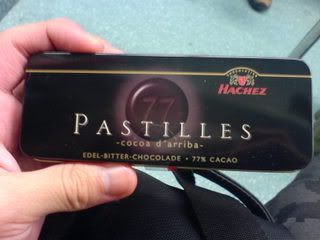 HACHEZ
77
PASTILLES
-cocoa d'arriba-
EDEL-BITTER-CHOCOLADE • 77% CACAO